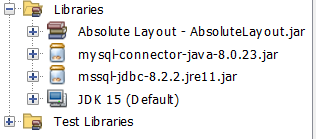 Libraries
Absolute Layout - AbsoluteLayout.jar
mysql-connector-java-8.0.23.jar
mssql-jdbc-8.2.2.jre11.jar
JDK 15 (Default)
Test Libraries